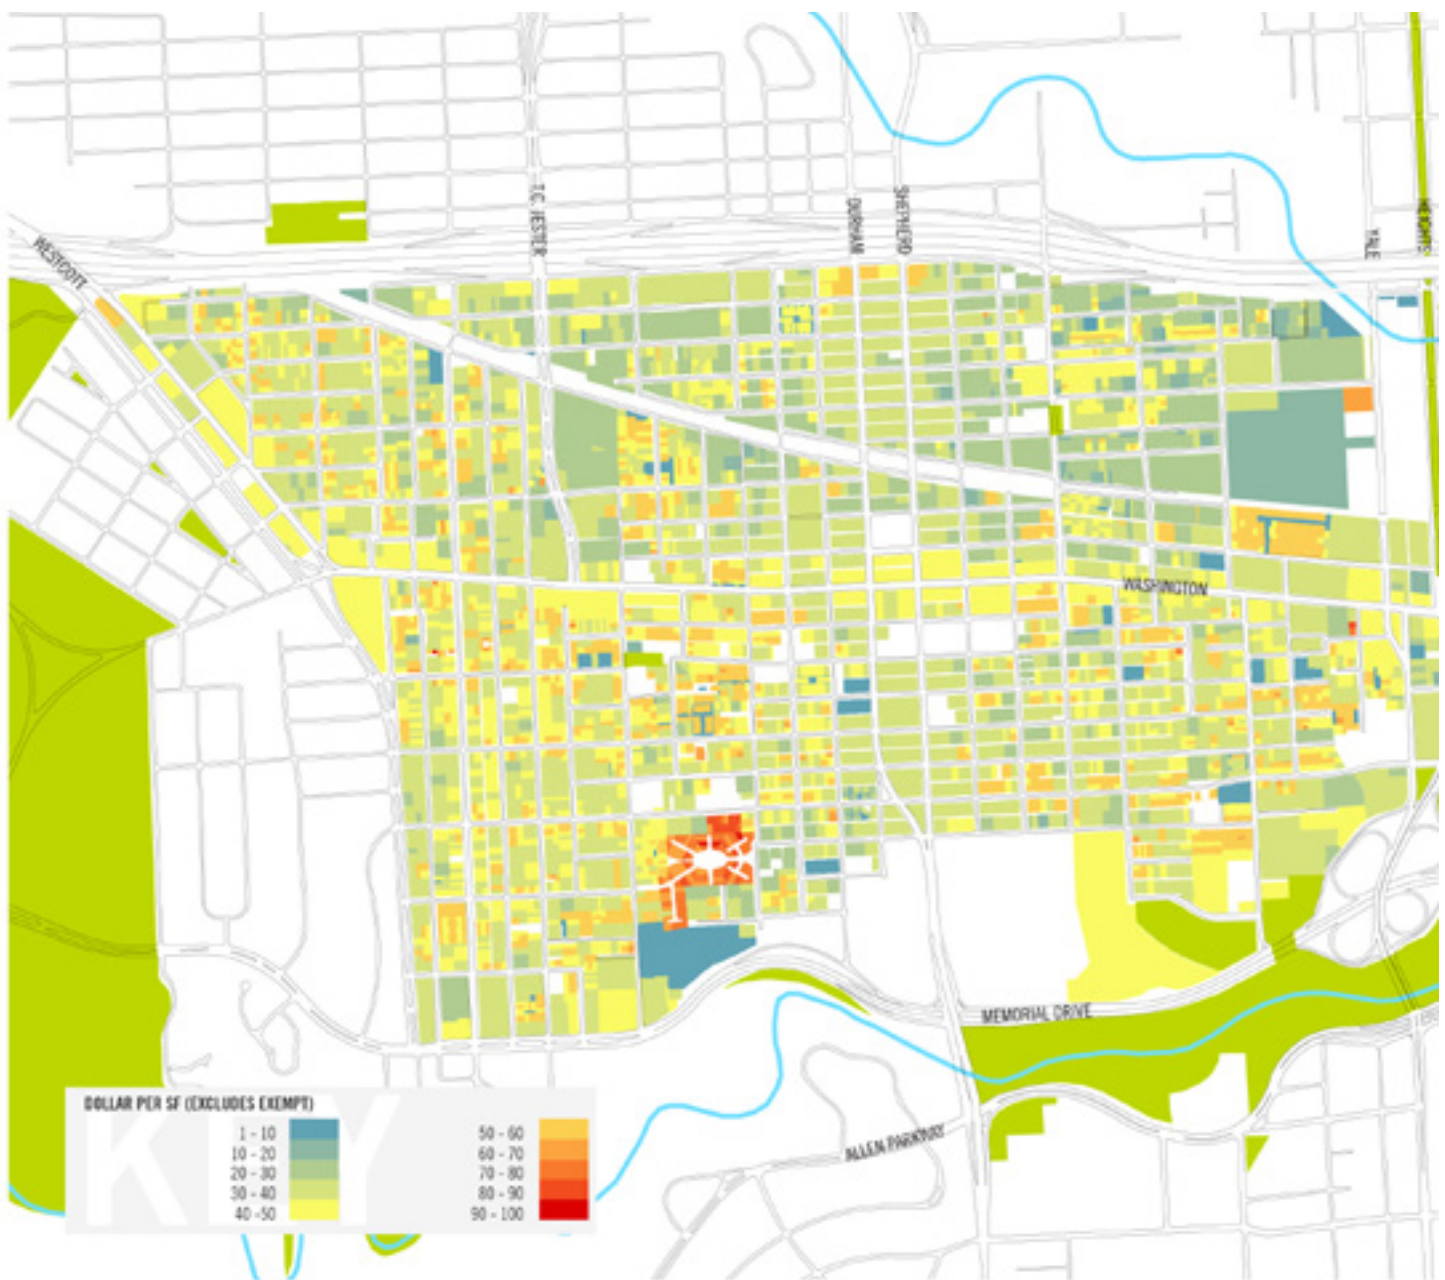 WESTCOTT
T.C. JESTER
DURHAM
SHEPHERD
YALE
HEIGHTS
WASHINGTON
MEMORIAL DRIVE
ALLEN PARKWAY
KEY
DOLLAR PER SF (EXCLUDES EXEMPT)
1 - 10
10 - 20
20 - 30
30 - 40
40 -50
50 - 60
60 - 70
70 - 80
80 - 90
90 - 100